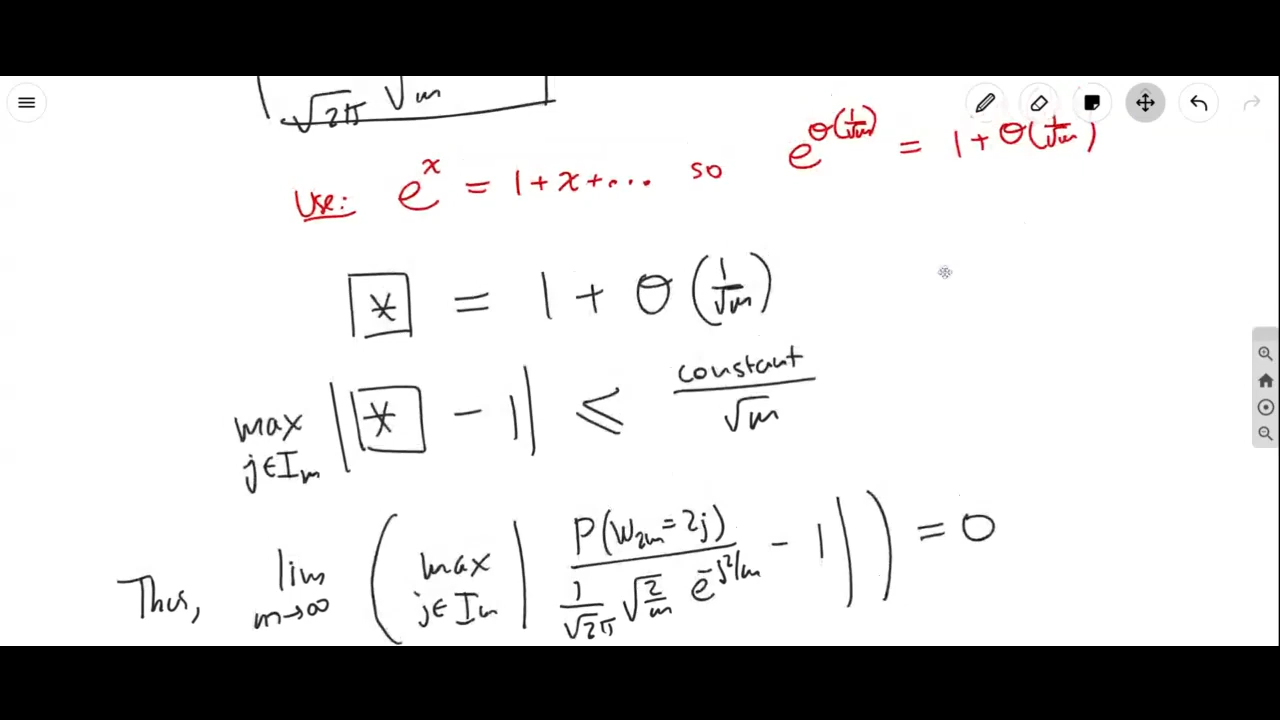 √2π √m
Use: e^x = 1 + x + ... so e^{O(1/√m)} = 1 + O(1/√m)
[*] = 1 + O(1/√m)
max_{j∈I_m} |[*] - 1| ≤ constant/√m
Thus, lim_{m→∞} ( max_{j∈I_m} | P(W_{2m} = 2j) / (1/√2π √(2/m) e^{-j²/m}) - 1 | ) = 0